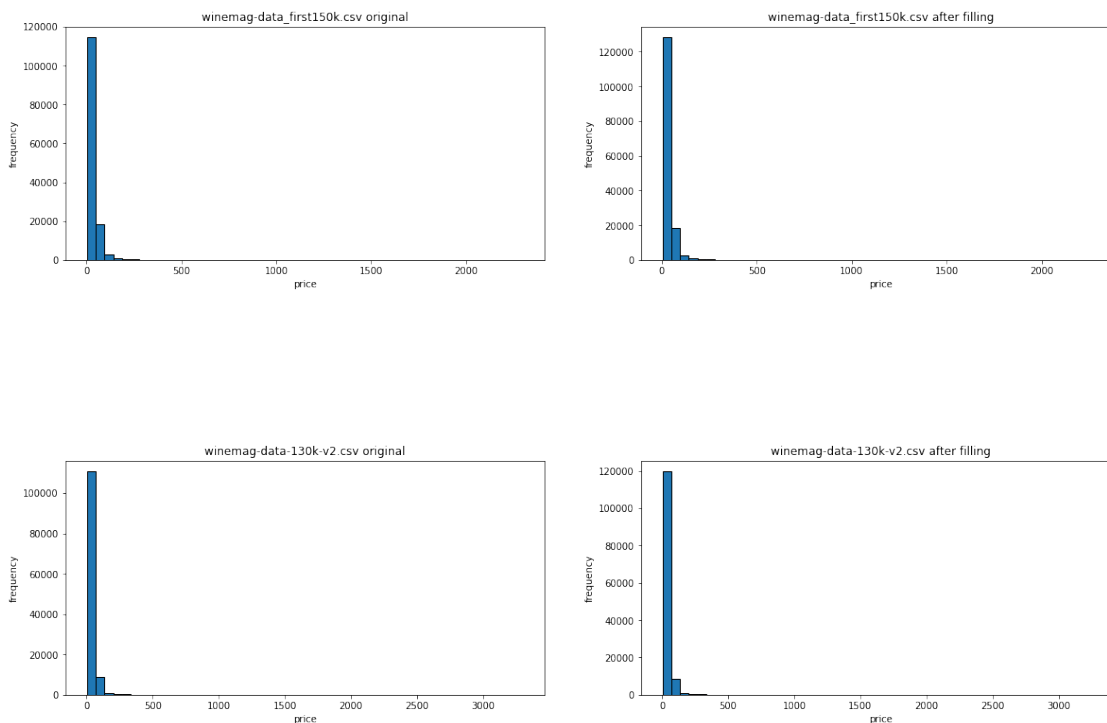 winemag-data_first150k.csv original
120000
100000
80000
60000
40000
20000
0
frequency
0 500 1000 1500 2000
price
winemag-data_first150k.csv after filling
120000
100000
80000
60000
40000
20000
0
frequency
0 500 1000 1500 2000
price
winemag-data-130k-v2.csv original
100000
80000
60000
40000
20000
0
frequency
0 500 1000 1500 2000 2500 3000
price
winemag-data-130k-v2.csv after filling
120000
100000
80000
60000
40000
20000
0
frequency
0 500 1000 1500 2000 2500 3000
price